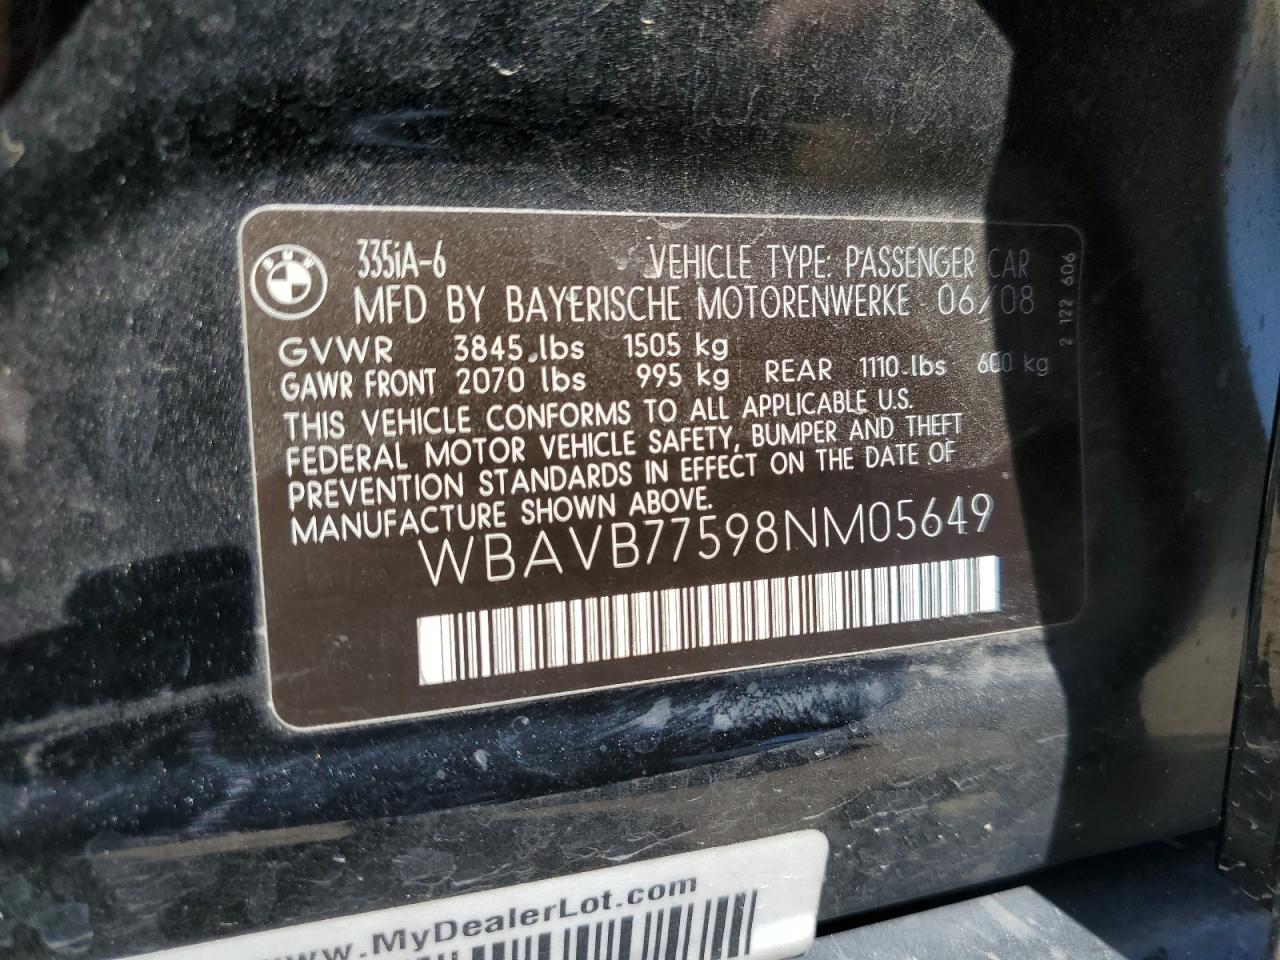 BMW
335iA-6 VEHICLE TYPE: PASSENGER CAR
MFD BY BAYERISCHE MOTORENWERKE 06/08
GVWR 3845 lbs 1505 kg
GAWR FRONT 2070 lbs 995 kg REAR 1110 lbs 600 kg
THIS VEHICLE CONFORMS TO ALL APPLICABLE U.S.
FEDERAL MOTOR VEHICLE SAFETY, BUMPER AND THEFT
PREVENTION STANDARDS IN EFFECT ON THE DATE OF
MANUFACTURE SHOWN ABOVE.
WBAVB77598NM05649
2 122 606
www.MyDealerLot.com